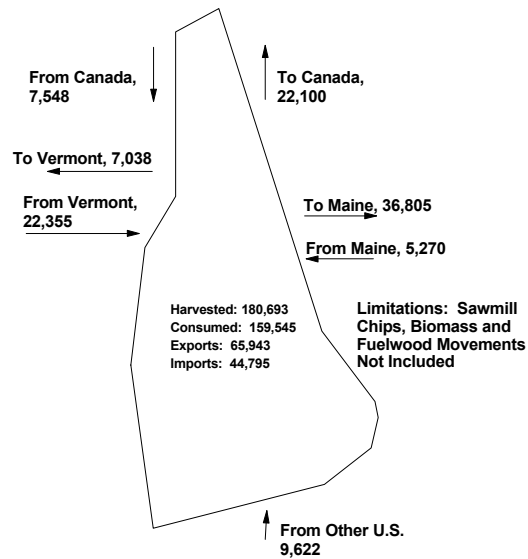 From Canada,
7,548
To Canada,
22,100
To Vermont, 7,038
From Vermont,
22,355
To Maine, 36,805
From Maine, 5,270
Harvested: 180,693
Consumed: 159,545
Exports: 65,943
Imports: 44,795
Limitations: Sawmill
Chips, Biomass and
Fuelwood Movements
Not Included
From Other U.S.
9,622